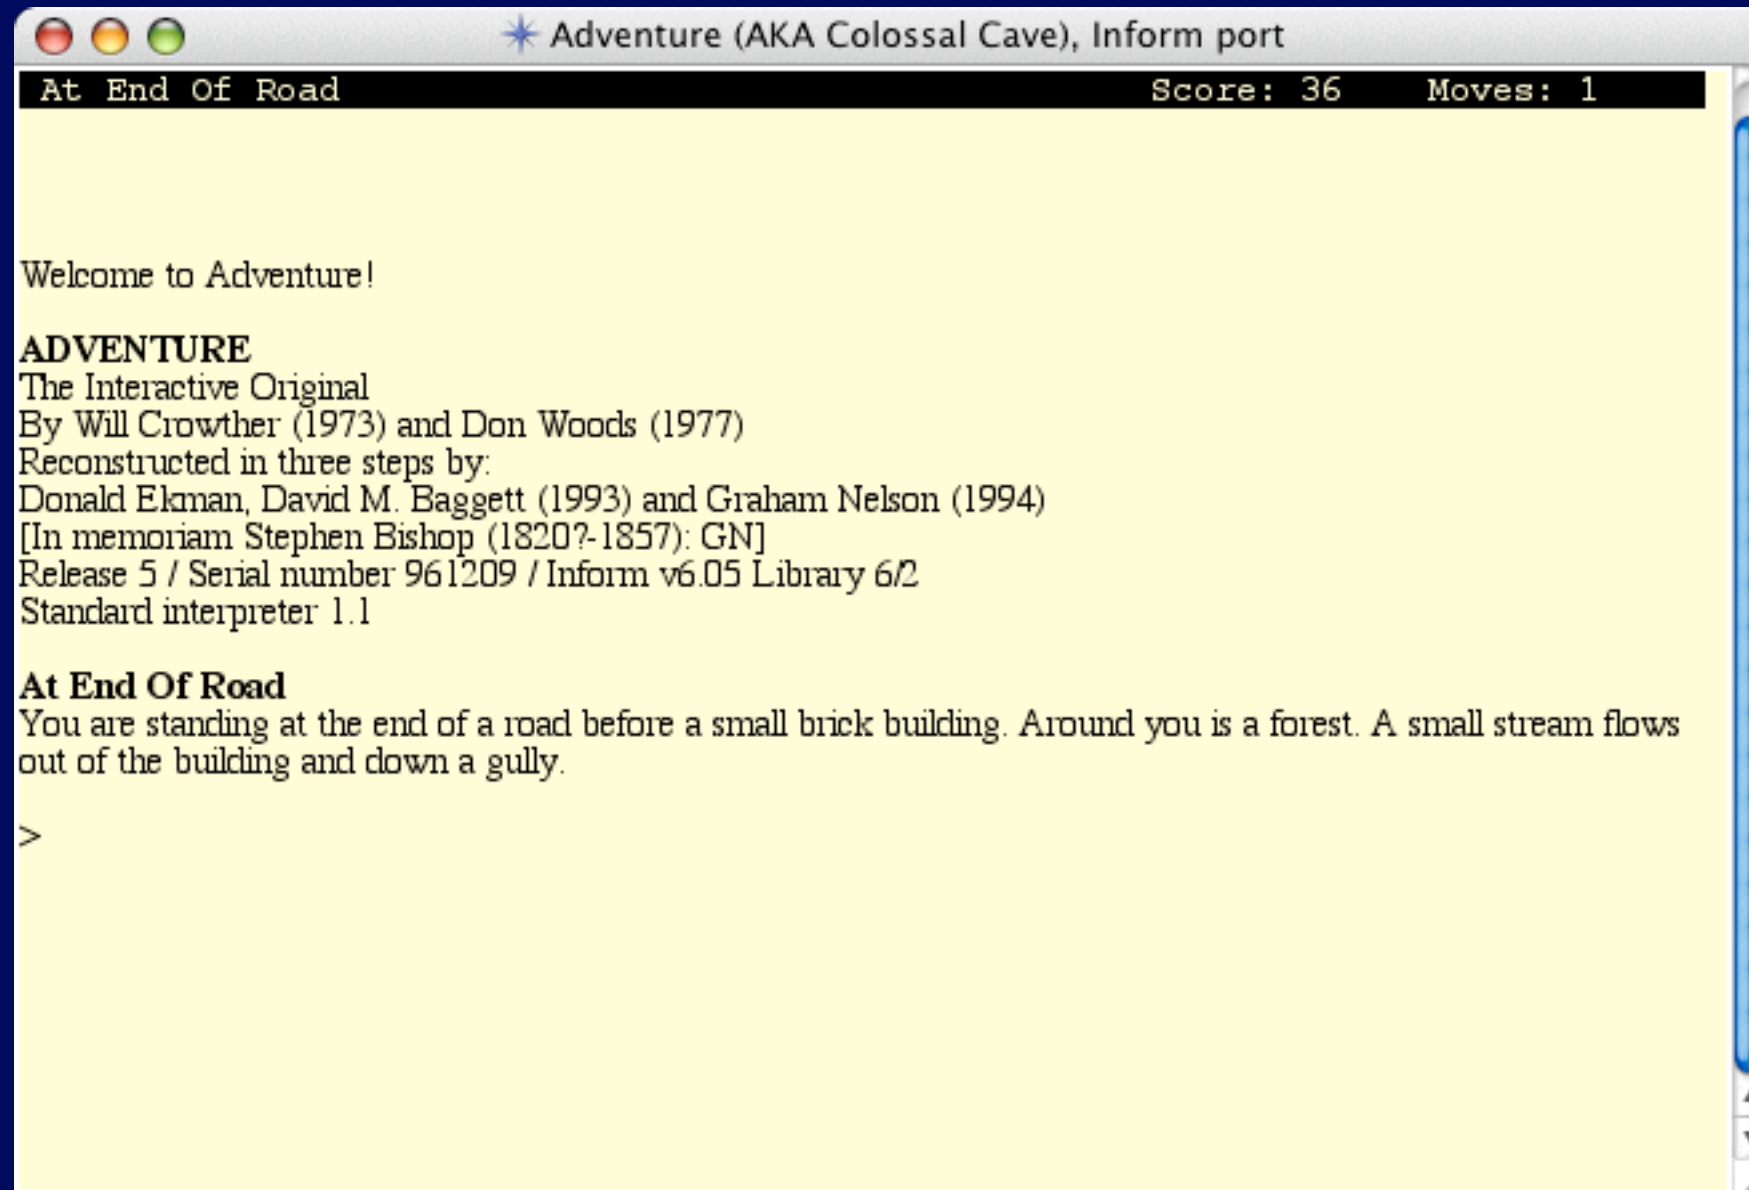 Adventure (AKA Colossal Cave), Inform port
At End Of Road Score: 36 Moves: 1
Welcome to Adventure!
ADVENTURE
The Interactive Original
By Will Crowther (1973) and Don Woods (1977)
Reconstructed in three steps by:
Donald Ekman, David M. Baggett (1993) and Graham Nelson (1994)
[In memoriam Stephen Bishop (1820?-1857): GN]
Release 5 / Serial number 961209 / Inform v6.05 Library 6/2
Standard interpreter 1.1
At End Of Road
You are standing at the end of a road before a small brick building. Around you is a forest. A small stream flows
out of the building and down a gully.
>